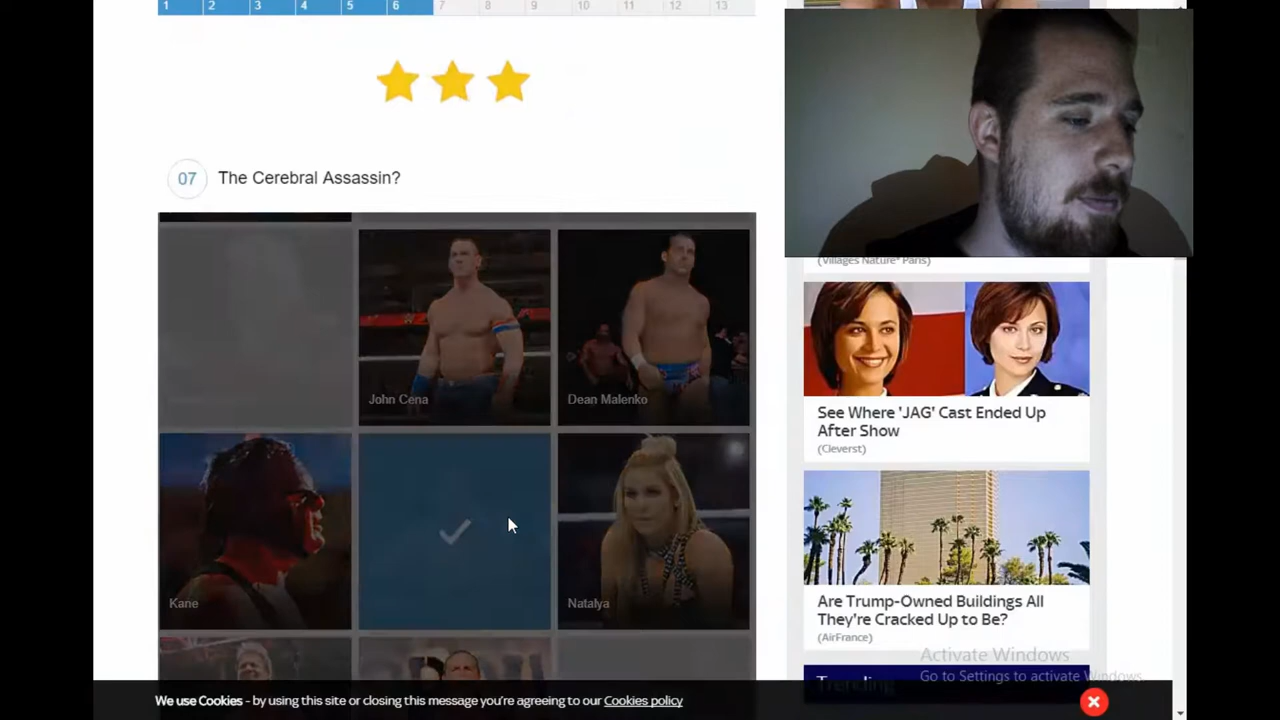 1 2 3 4 5 6 7 8 9 10 11 12 13
07 The Cerebral Assassin?
John Cena
Dean Malenko
Kane
Natalya
(Villages Nature® Paris)
See Where 'JAG' Cast Ended Up
After Show
(Cleverst)
Are Trump-Owned Buildings All
They're Cracked Up to Be?
(AirFrance)
Trending
Activate Windows
Go to Settings to activate Windows.
We use Cookies - by using this site or closing this message you're agreeing to our Cookies policy